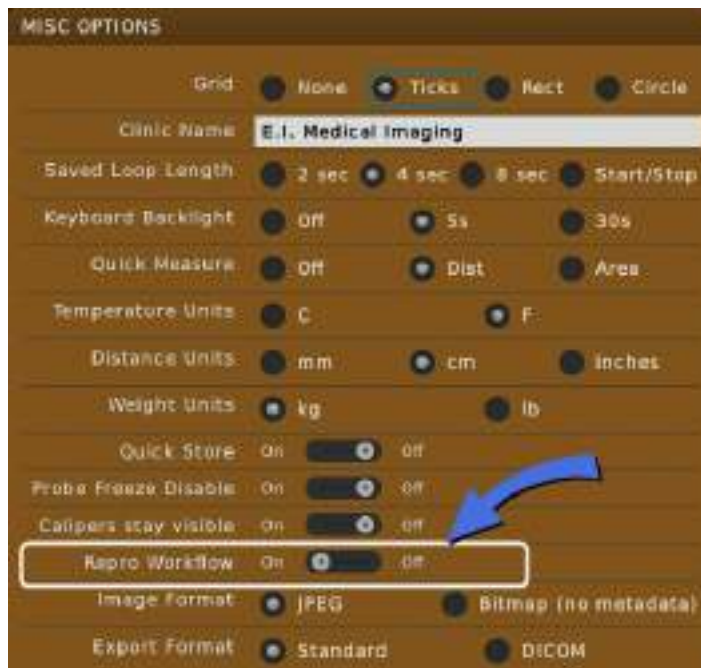 MISC OPTIONS
Grid None Ticks Rect Circle
Clinic Name E.I. Medical Imaging
Saved Loop Length 2 sec 4 sec 8 sec Start/Stop
Keyboard Backlight Off 5s 30s
Quick Measure Off Dist Area
Temperature Units C F
Distance Units mm cm Inches
Weight Units kg lb
Quick Store On Off
Probe Freeze Disable On Off
Calipers stay visible On Off
Repro Workflow On Off
Image Format JPEG Bitmap (no metadata)
Export Format Standard DICOM